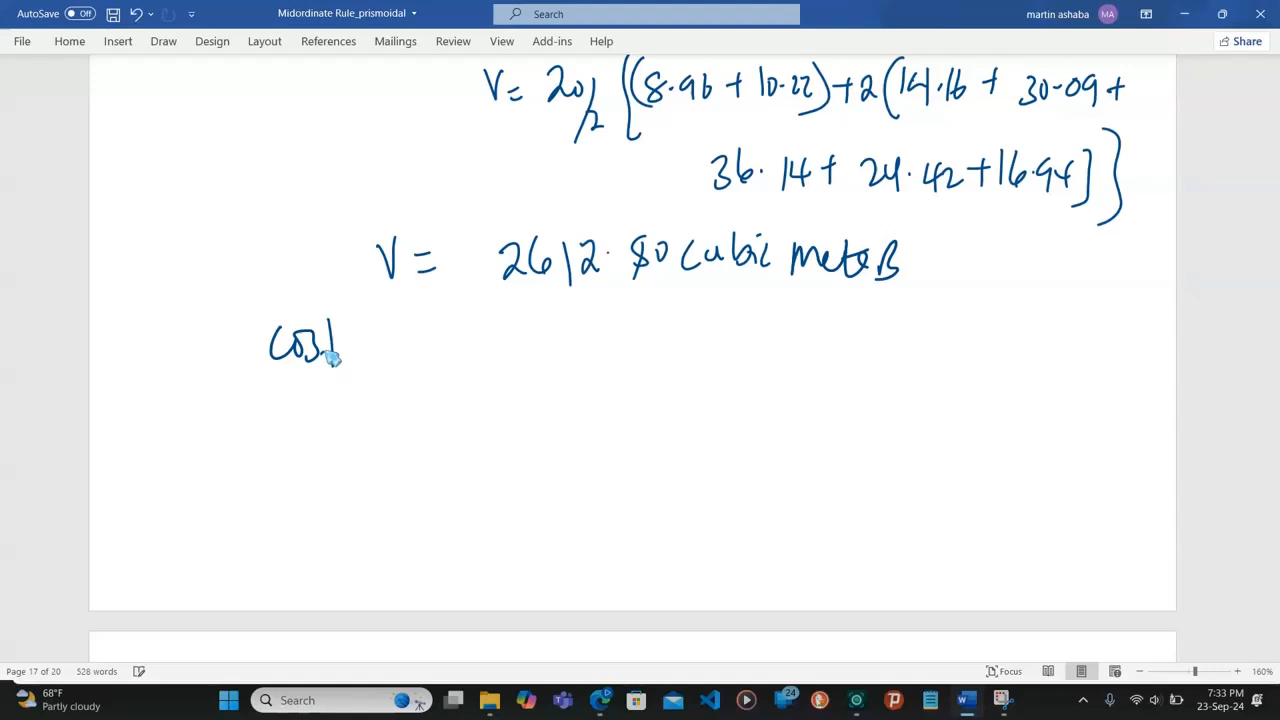 AutoSave Off Midordinate Rule_prismoidal Search martin ashaba MA
File Home Insert Draw Design Layout References Mailings Review View Add-ins Help Share
V = 20/2 {(8.96 + 10.22) + 2(14.16 + 30.09 +
36.14 + 24.42 + 16.94]}
V = 2612.80 cubic meters
cost
Page 17 of 20 528 words Focus 160%
68°F Search 24 7:33 PM
Partly cloudy 23-Sep-24